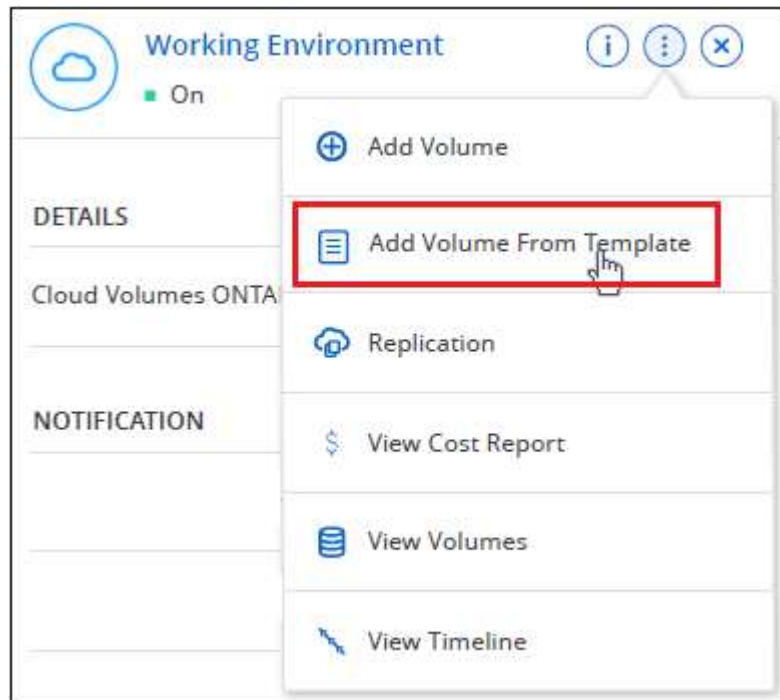 Working Environment
On
Add Volume
DETAILS
Add Volume From Template
Cloud Volumes ONTA
Replication
NOTIFICATION
$ View Cost Report
View Volumes
View Timeline